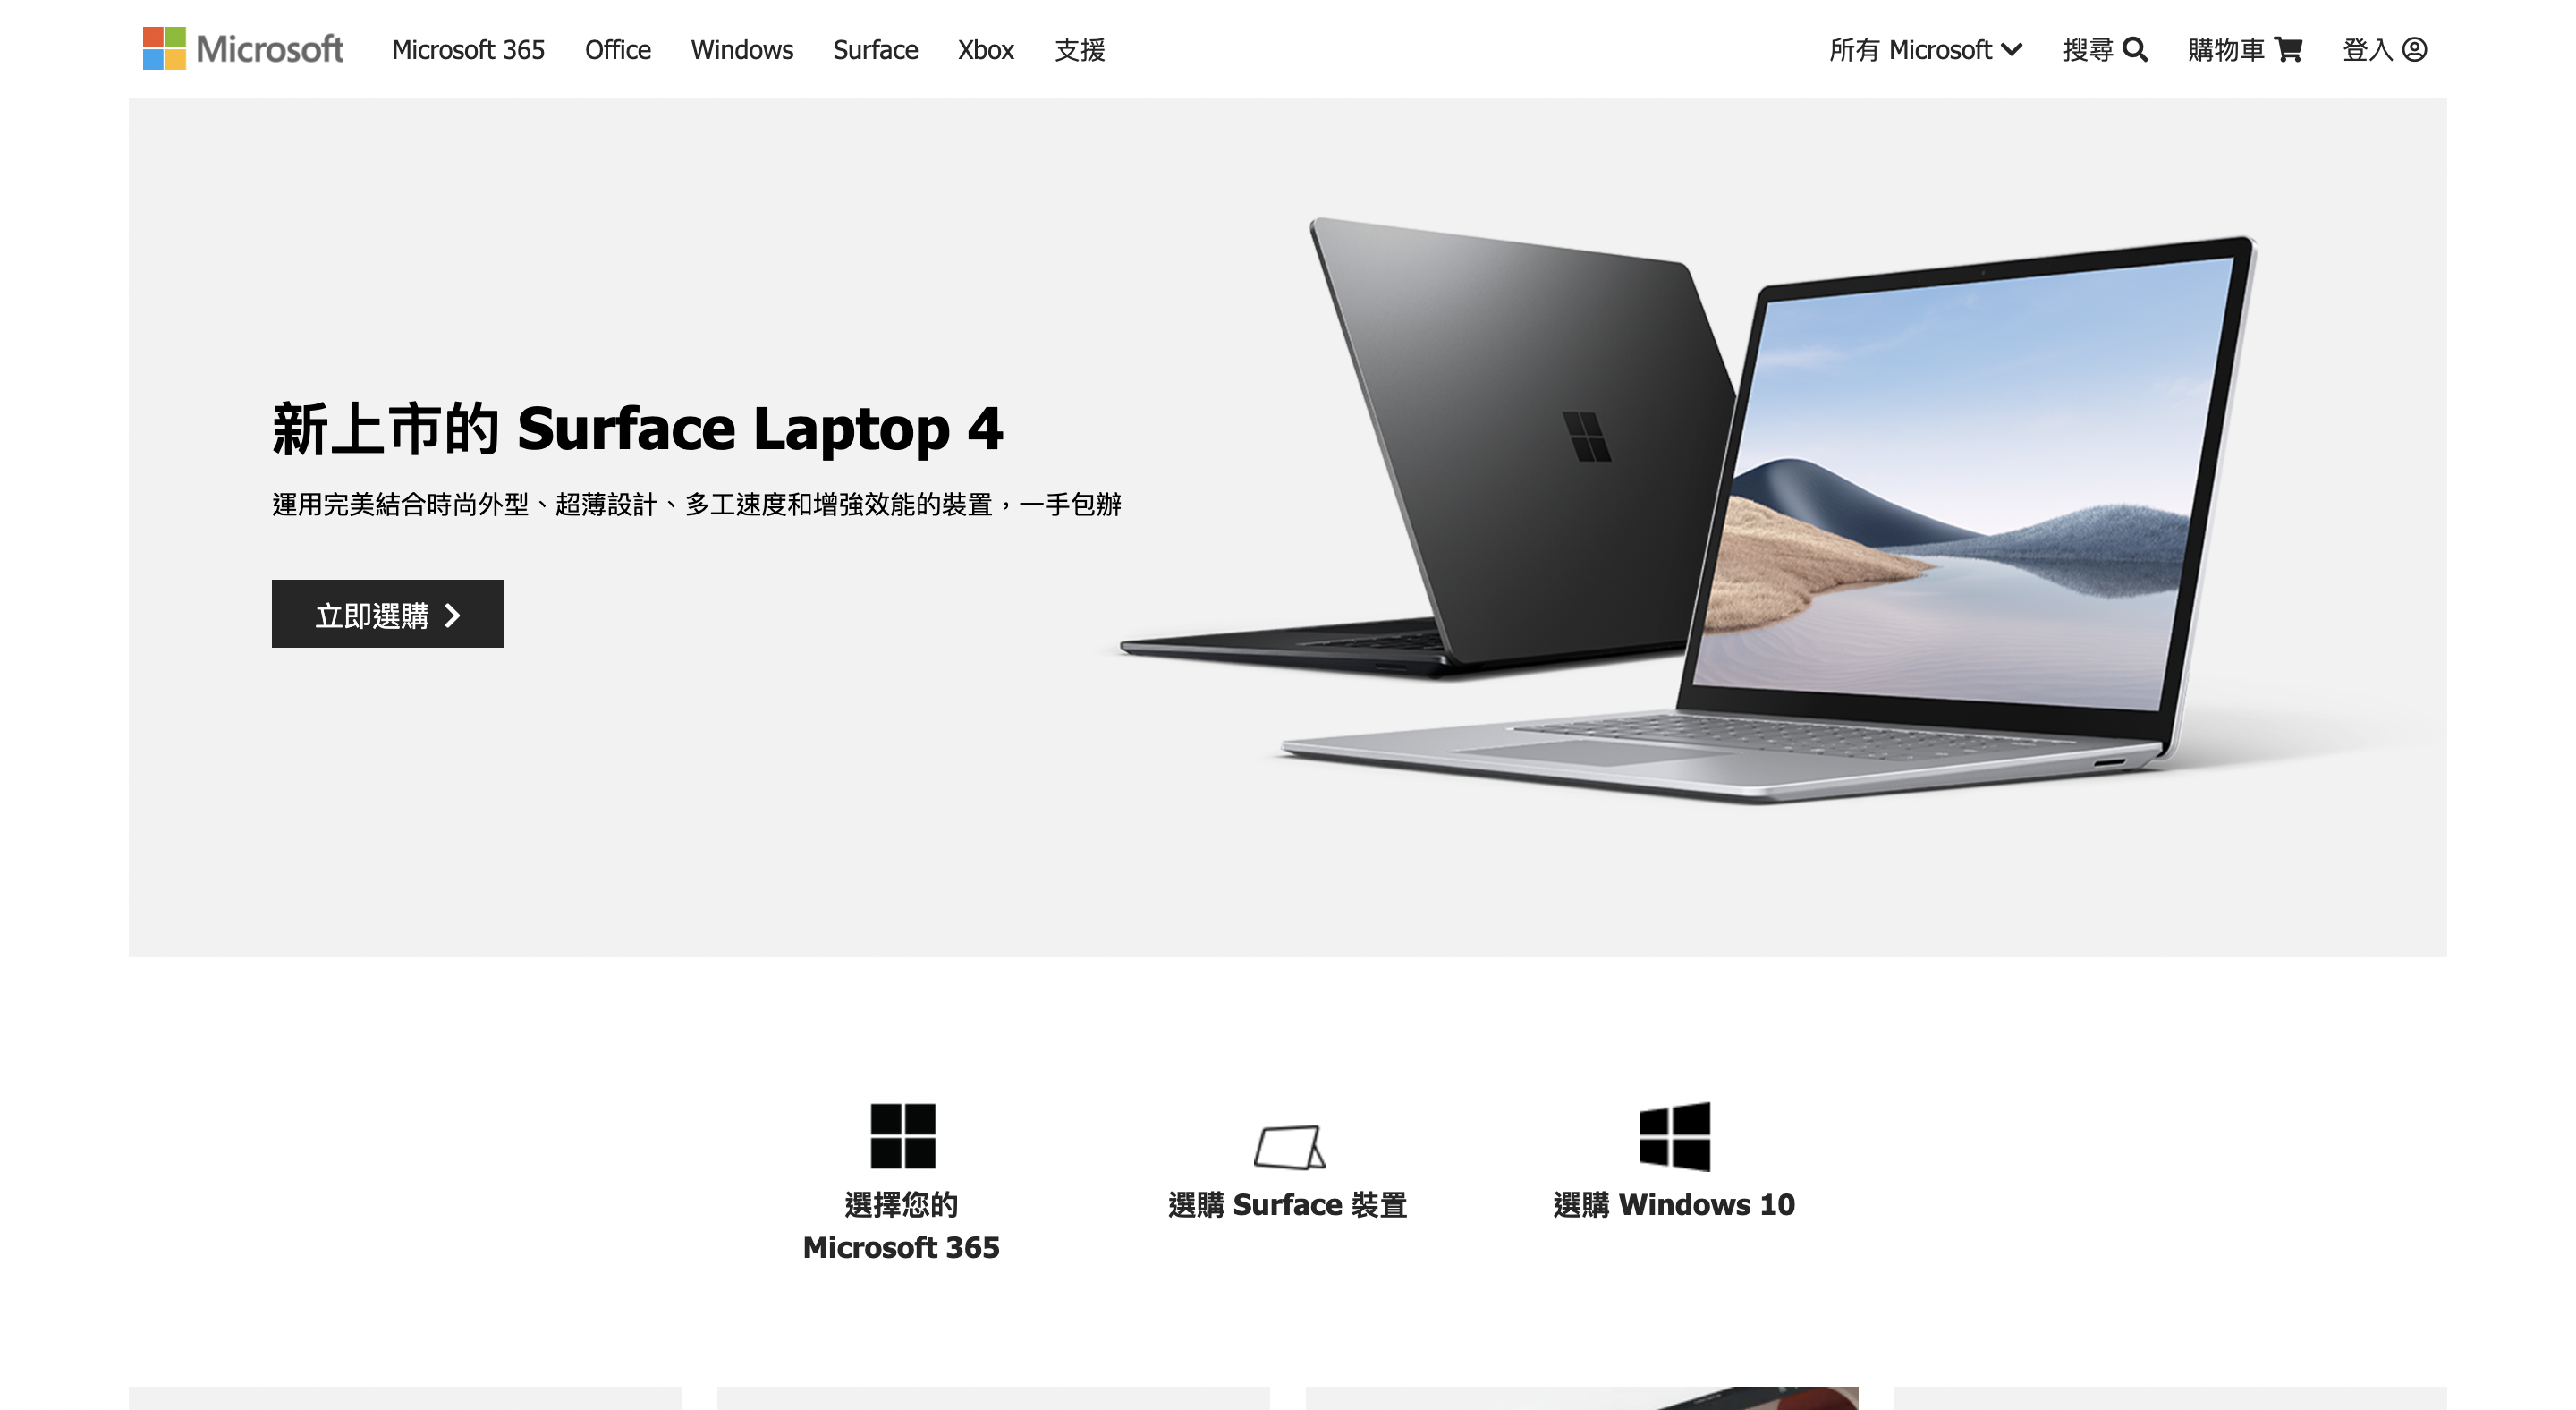 Microsoft
Microsoft 365 Office Windows Surface Xbox 支援
所有 Microsoft 搜尋 購物車 登入
新上市的 Surface Laptop 4
運用完美結合時尚外型、超薄設計、多工速度和增強效能的裝置，一手包辦
立即選購
選擇您的
Microsoft 365
選購 Surface 裝置
選購 Windows 10